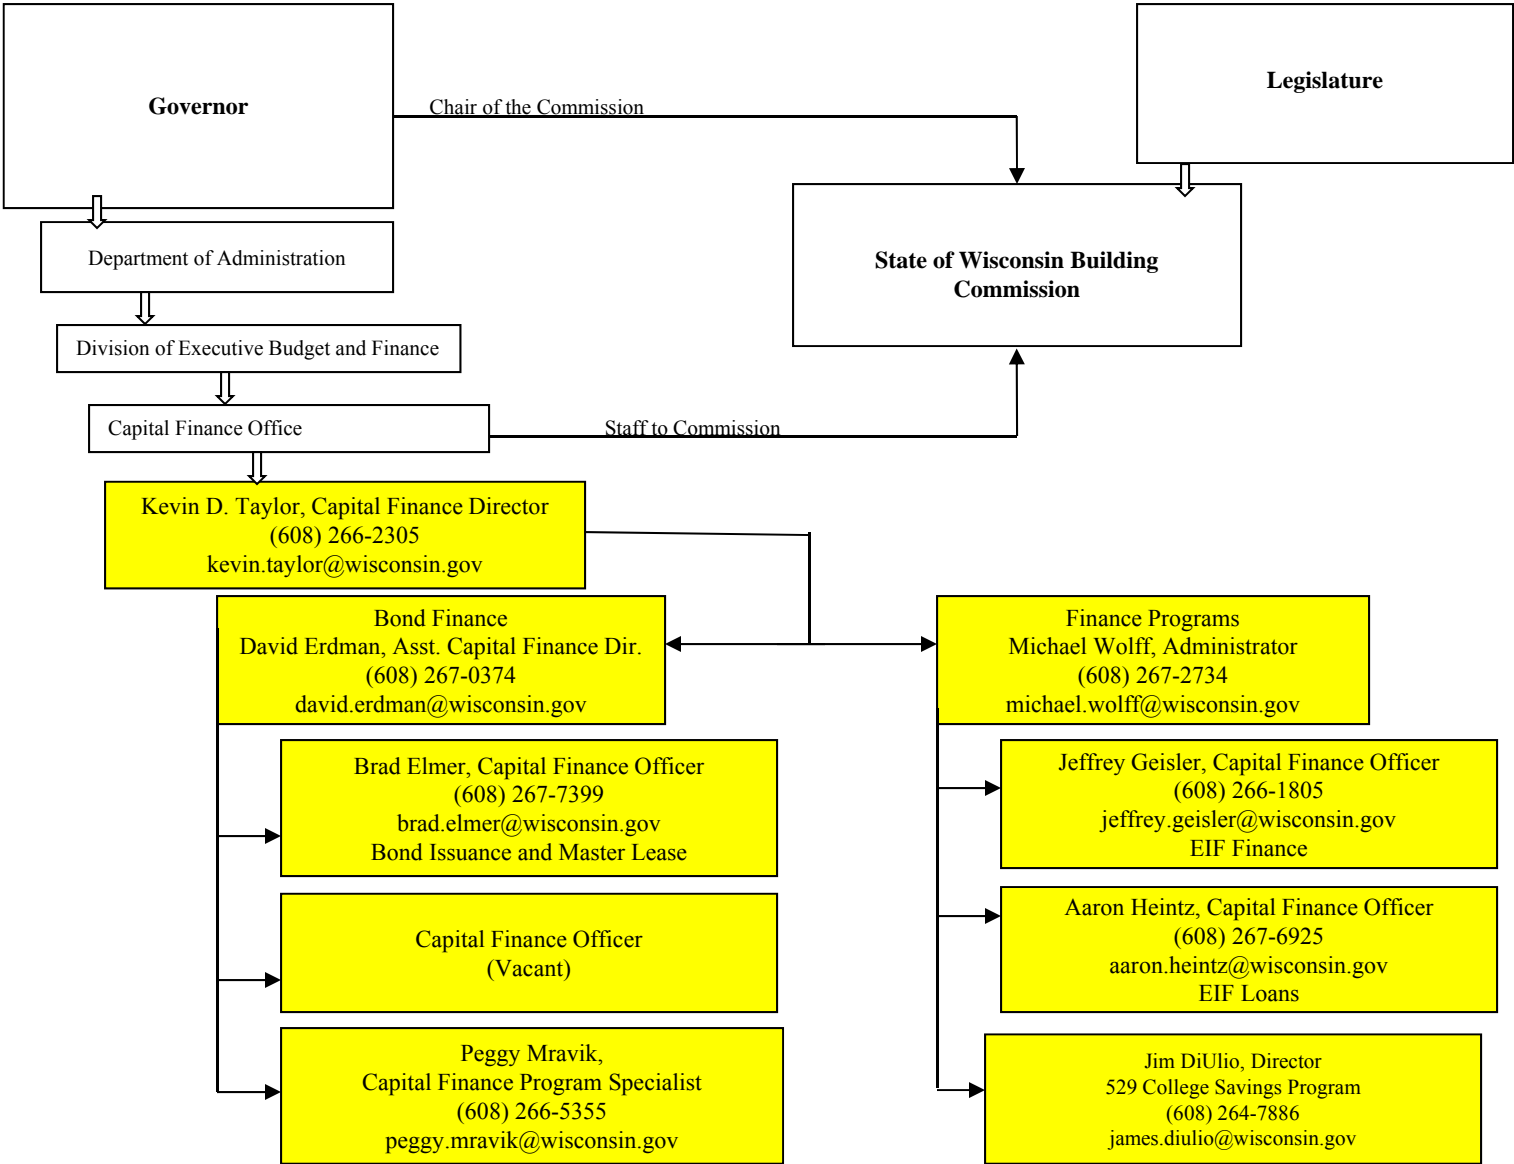 Governor
Chair of the Commission
Legislature
Department of Administration
State of Wisconsin Building
Commission
Division of Executive Budget and Finance
Capital Finance Office
Staff to Commission
Kevin D. Taylor, Capital Finance Director
(608) 266-2305
kevin.taylor@wisconsin.gov
Bond Finance
David Erdman, Asst. Capital Finance Dir.
(608) 267-0374
david.erdman@wisconsin.gov
Finance Programs
Michael Wolff, Administrator
(608) 267-2734
michael.wolff@wisconsin.gov
Brad Elmer, Capital Finance Officer
(608) 267-7399
brad.elmer@wisconsin.gov
Bond Issuance and Master Lease
Jeffrey Geisler, Capital Finance Officer
(608) 266-1805
jeffrey.geisler@wisconsin.gov
EIF Finance
Capital Finance Officer
(Vacant)
Aaron Heintz, Capital Finance Officer
(608) 267-6925
aaron.heintz@wisconsin.gov
EIF Loans
Peggy Mravik,
Capital Finance Program Specialist
(608) 266-5355
peggy.mravik@wisconsin.gov
Jim DiUlio, Director
529 College Savings Program
(608) 264-7886
james.diulio@wisconsin.gov